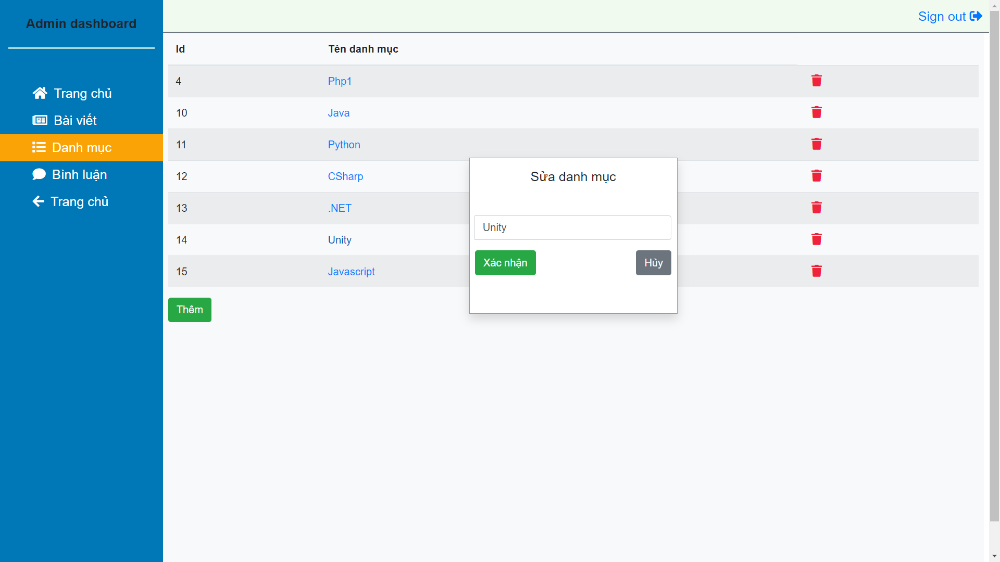 Admin dashboard
Trang chủ
Bài viết
Danh mục
Bình luận
Trang chủ
Sign out
Id Tên danh mục
4 Php1
10 Java
11 Python
12 CSharp
13 .NET
14 Unity
15 Javascript
Thêm
Sửa danh mục
Unity
Xác nhận Hủy